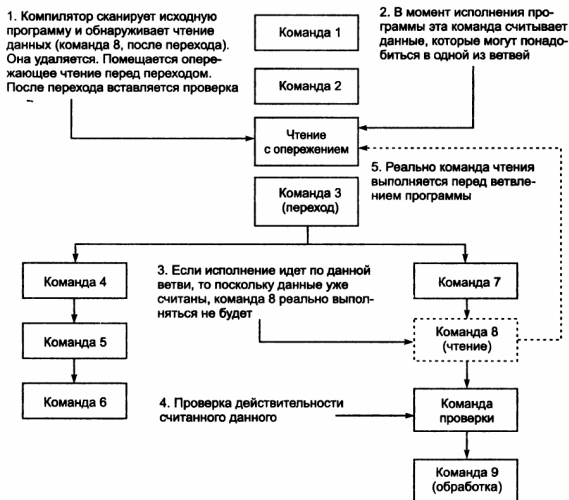 1. Компилятор сканирует исходную
программу и обнаруживает чтение
данных (команда 8, после перехода).
Она удаляется. Помещается опере-
жающее чтение перед переходом.
После перехода вставляется проверка
Команда 1
2. В момент исполнения про-
граммы эта команда считывает
данные, которые могут понадо-
биться в одной из ветвей
Команда 2
Чтение
с опережением
5. Реально команда чтения
выполняется перед ветвле-
нием программы
Команда 3
(переход)
Команда 4
3. Если исполнение идет по данной
ветви, то поскольку данные уже
считаны, команда 8 реально выпол-
няться не будет
Команда 7
Команда 5
Команда 8
(чтение)
Команда 6
4. Проверка действительности
считанного данного
Команда
проверки
Команда 9
(обработка)